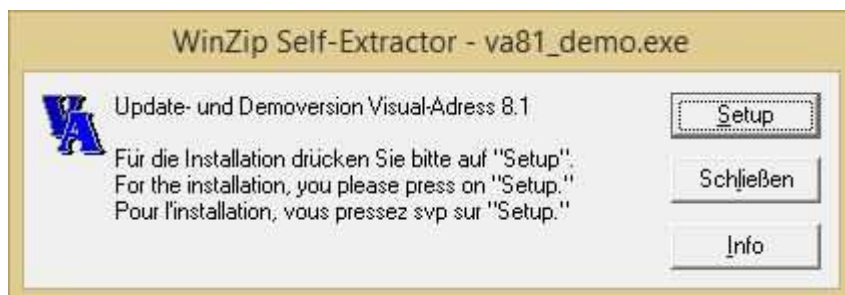 WinZip Self-Extractor - va81_demo.exe
VA
Update- und Demoversion Visual-Adress 8.1
Für die Installation drücken Sie bitte auf "Setup".
For the installation, you please press on "Setup."
Pour l'installation, vous pressez svp sur "Setup."
Setup
Schließen
Info